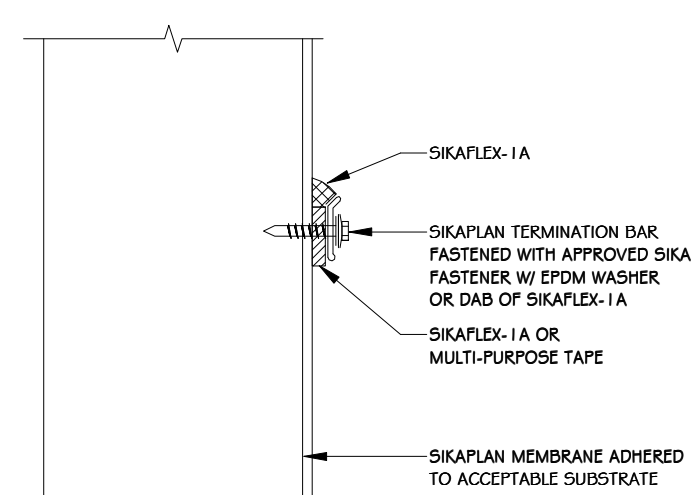 SIKAFLEX-1A
SIKAPLAN TERMINATION BAR
FASTENED WITH APPROVED SIKA
FASTENER W/ EPDM WASHER
OR DAB OF SIKAFLEX-1A
SIKAFLEX-1A OR
MULTI-PURPOSE TAPE
SIKAPLAN MEMBRANE ADHERED
TO ACCEPTABLE SUBSTRATE